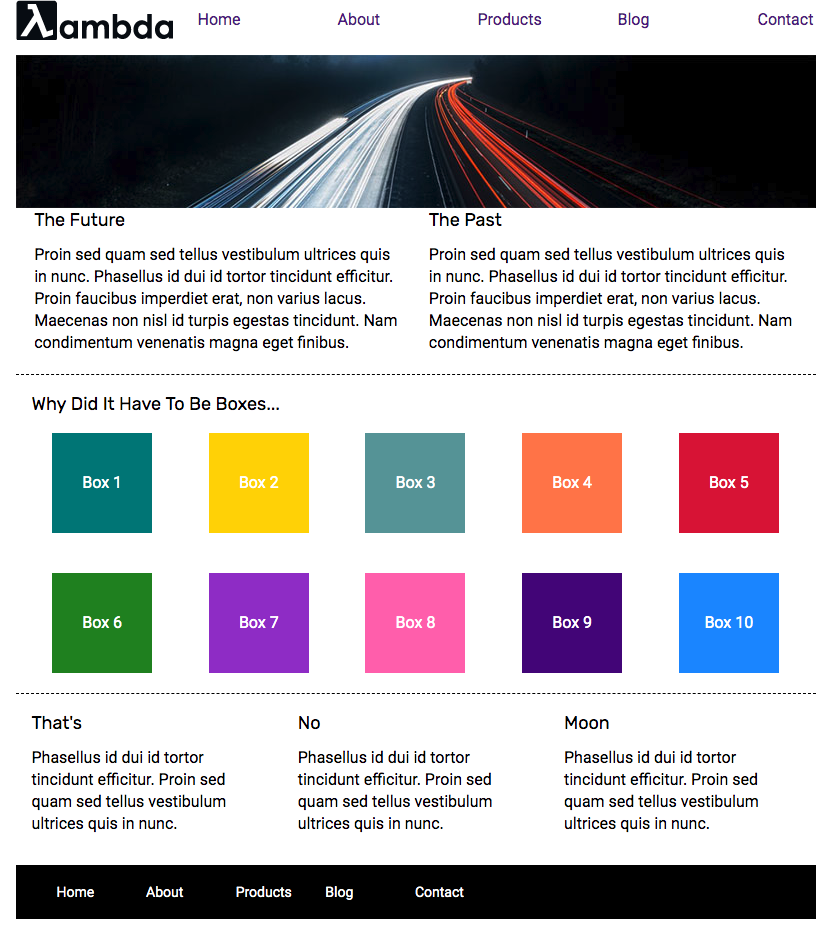 λambda Home About Products Blog Contact
The Future
Proin sed quam sed tellus vestibulum ultrices quis
in nunc. Phasellus id dui id tortor tincidunt efficitur.
Proin faucibus imperdiet erat, non varius lacus.
Maecenas non nisl id turpis egestas tincidunt. Nam
condimentum venenatis magna eget finibus.
The Past
Proin sed quam sed tellus vestibulum ultrices quis
in nunc. Phasellus id dui id tortor tincidunt efficitur.
Proin faucibus imperdiet erat, non varius lacus.
Maecenas non nisl id turpis egestas tincidunt. Nam
condimentum venenatis magna eget finibus.
Why Did It Have To Be Boxes...
Box 1 Box 2 Box 3 Box 4 Box 5
Box 6 Box 7 Box 8 Box 9 Box 10
That's
Phasellus id dui id tortor
tincidunt efficitur. Proin sed
quam sed tellus vestibulum
ultrices quis in nunc.
No
Phasellus id dui id tortor
tincidunt efficitur. Proin sed
quam sed tellus vestibulum
ultrices quis in nunc.
Moon
Phasellus id dui id tortor
tincidunt efficitur. Proin sed
quam sed tellus vestibulum
ultrices quis in nunc.
Home About Products Blog Contact